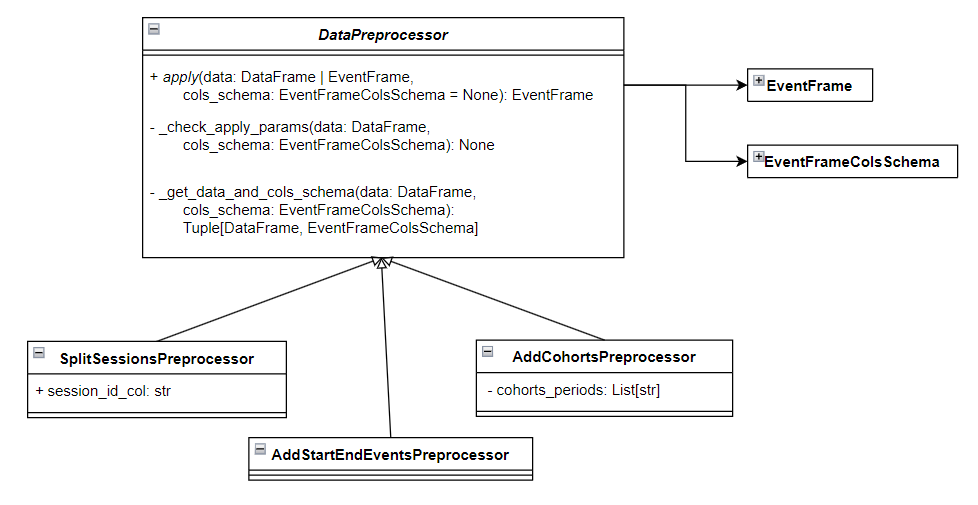 DataPreprocessor
+ apply(data: DataFrame | EventFrame,
cols_schema: EventFrameColsSchema = None): EventFrame
- _check_apply_params(data: DataFrame,
cols_schema: EventFrameColsSchema): None
- _get_data_and_cols_schema(data: DataFrame,
cols_schema: EventFrameColsSchema):
Tuple[DataFrame, EventFrameColsSchema]
EventFrame
EventFrameColsSchema
SplitSessionsPreprocessor
+ session_id_col: str
AddCohortsPreprocessor
- cohorts_periods: List[str]
AddStartEndEventsPreprocessor